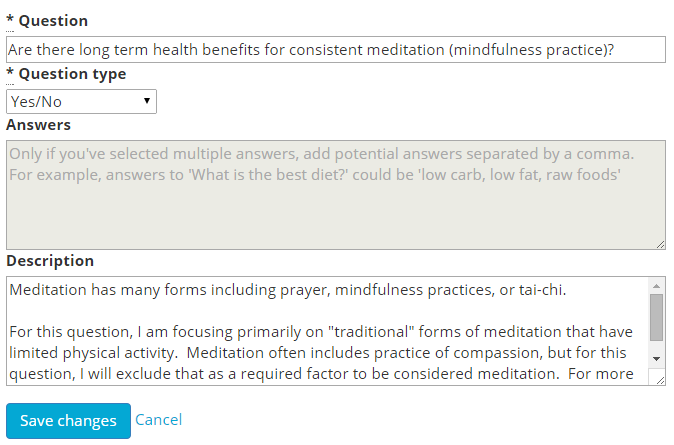 * Question
Are there long term health benefits for consistent meditation (mindfulness practice)?
* Question type
Yes/No
Answers
Only if you've selected multiple answers, add potential answers separated by a comma.
For example, answers to 'What is the best diet?' could be 'low carb, low fat, raw foods'
Description
Meditation has many forms including prayer, mindfulness practices, or tai-chi.
For this question, I am focusing primarily on "traditional" forms of meditation that have
limited physical activity.  Meditation often includes practice of compassion, but for this
question, I will exclude that as a required factor to be considered meditation.  For more
Save changes Cancel